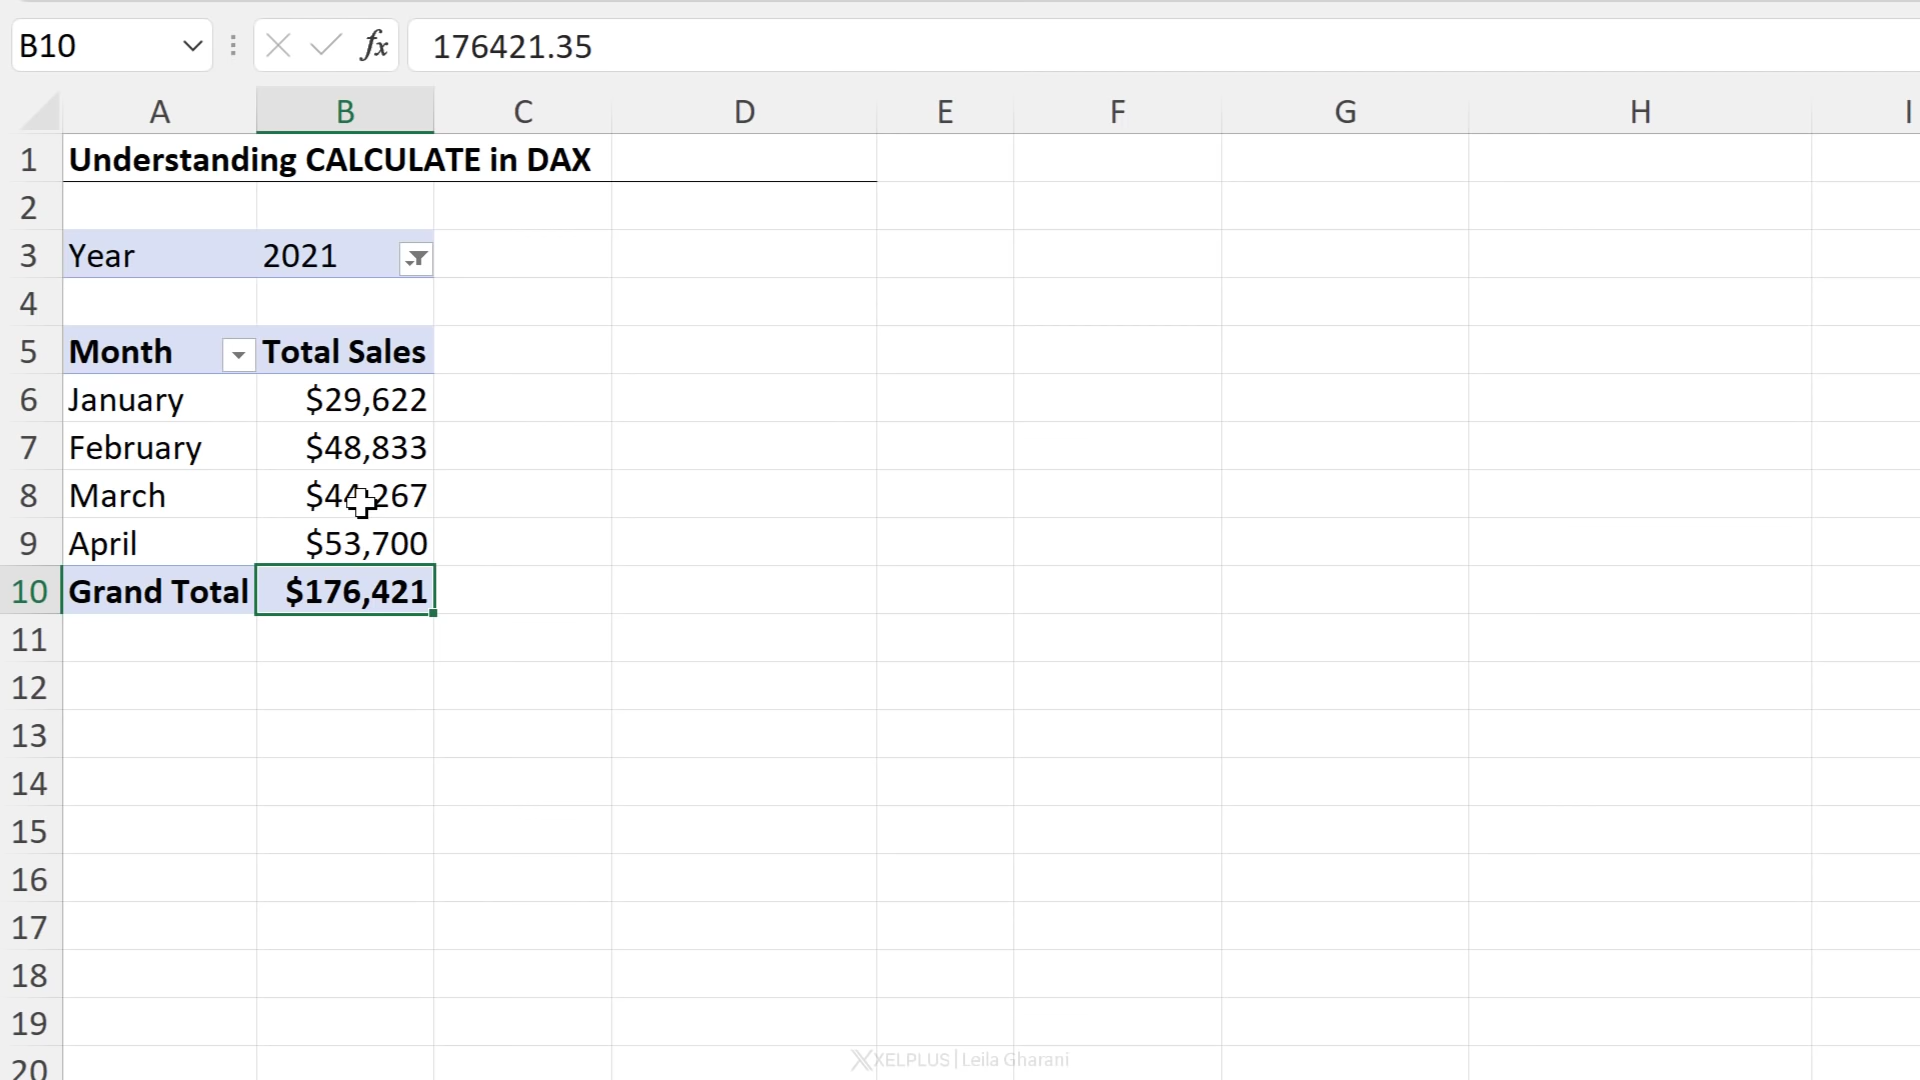 B10 fx 176421.35
A B C D E F G H I
1 Understanding CALCULATE in DAX
2
3 Year 2021
4
5 Month Total Sales
6 January $29,622
7 February $48,833
8 March $44,267
9 April $53,700
10 Grand Total $176,421
11
12
13
14
15
16
17
18
19
20
XELPLUS | Leila Gharani